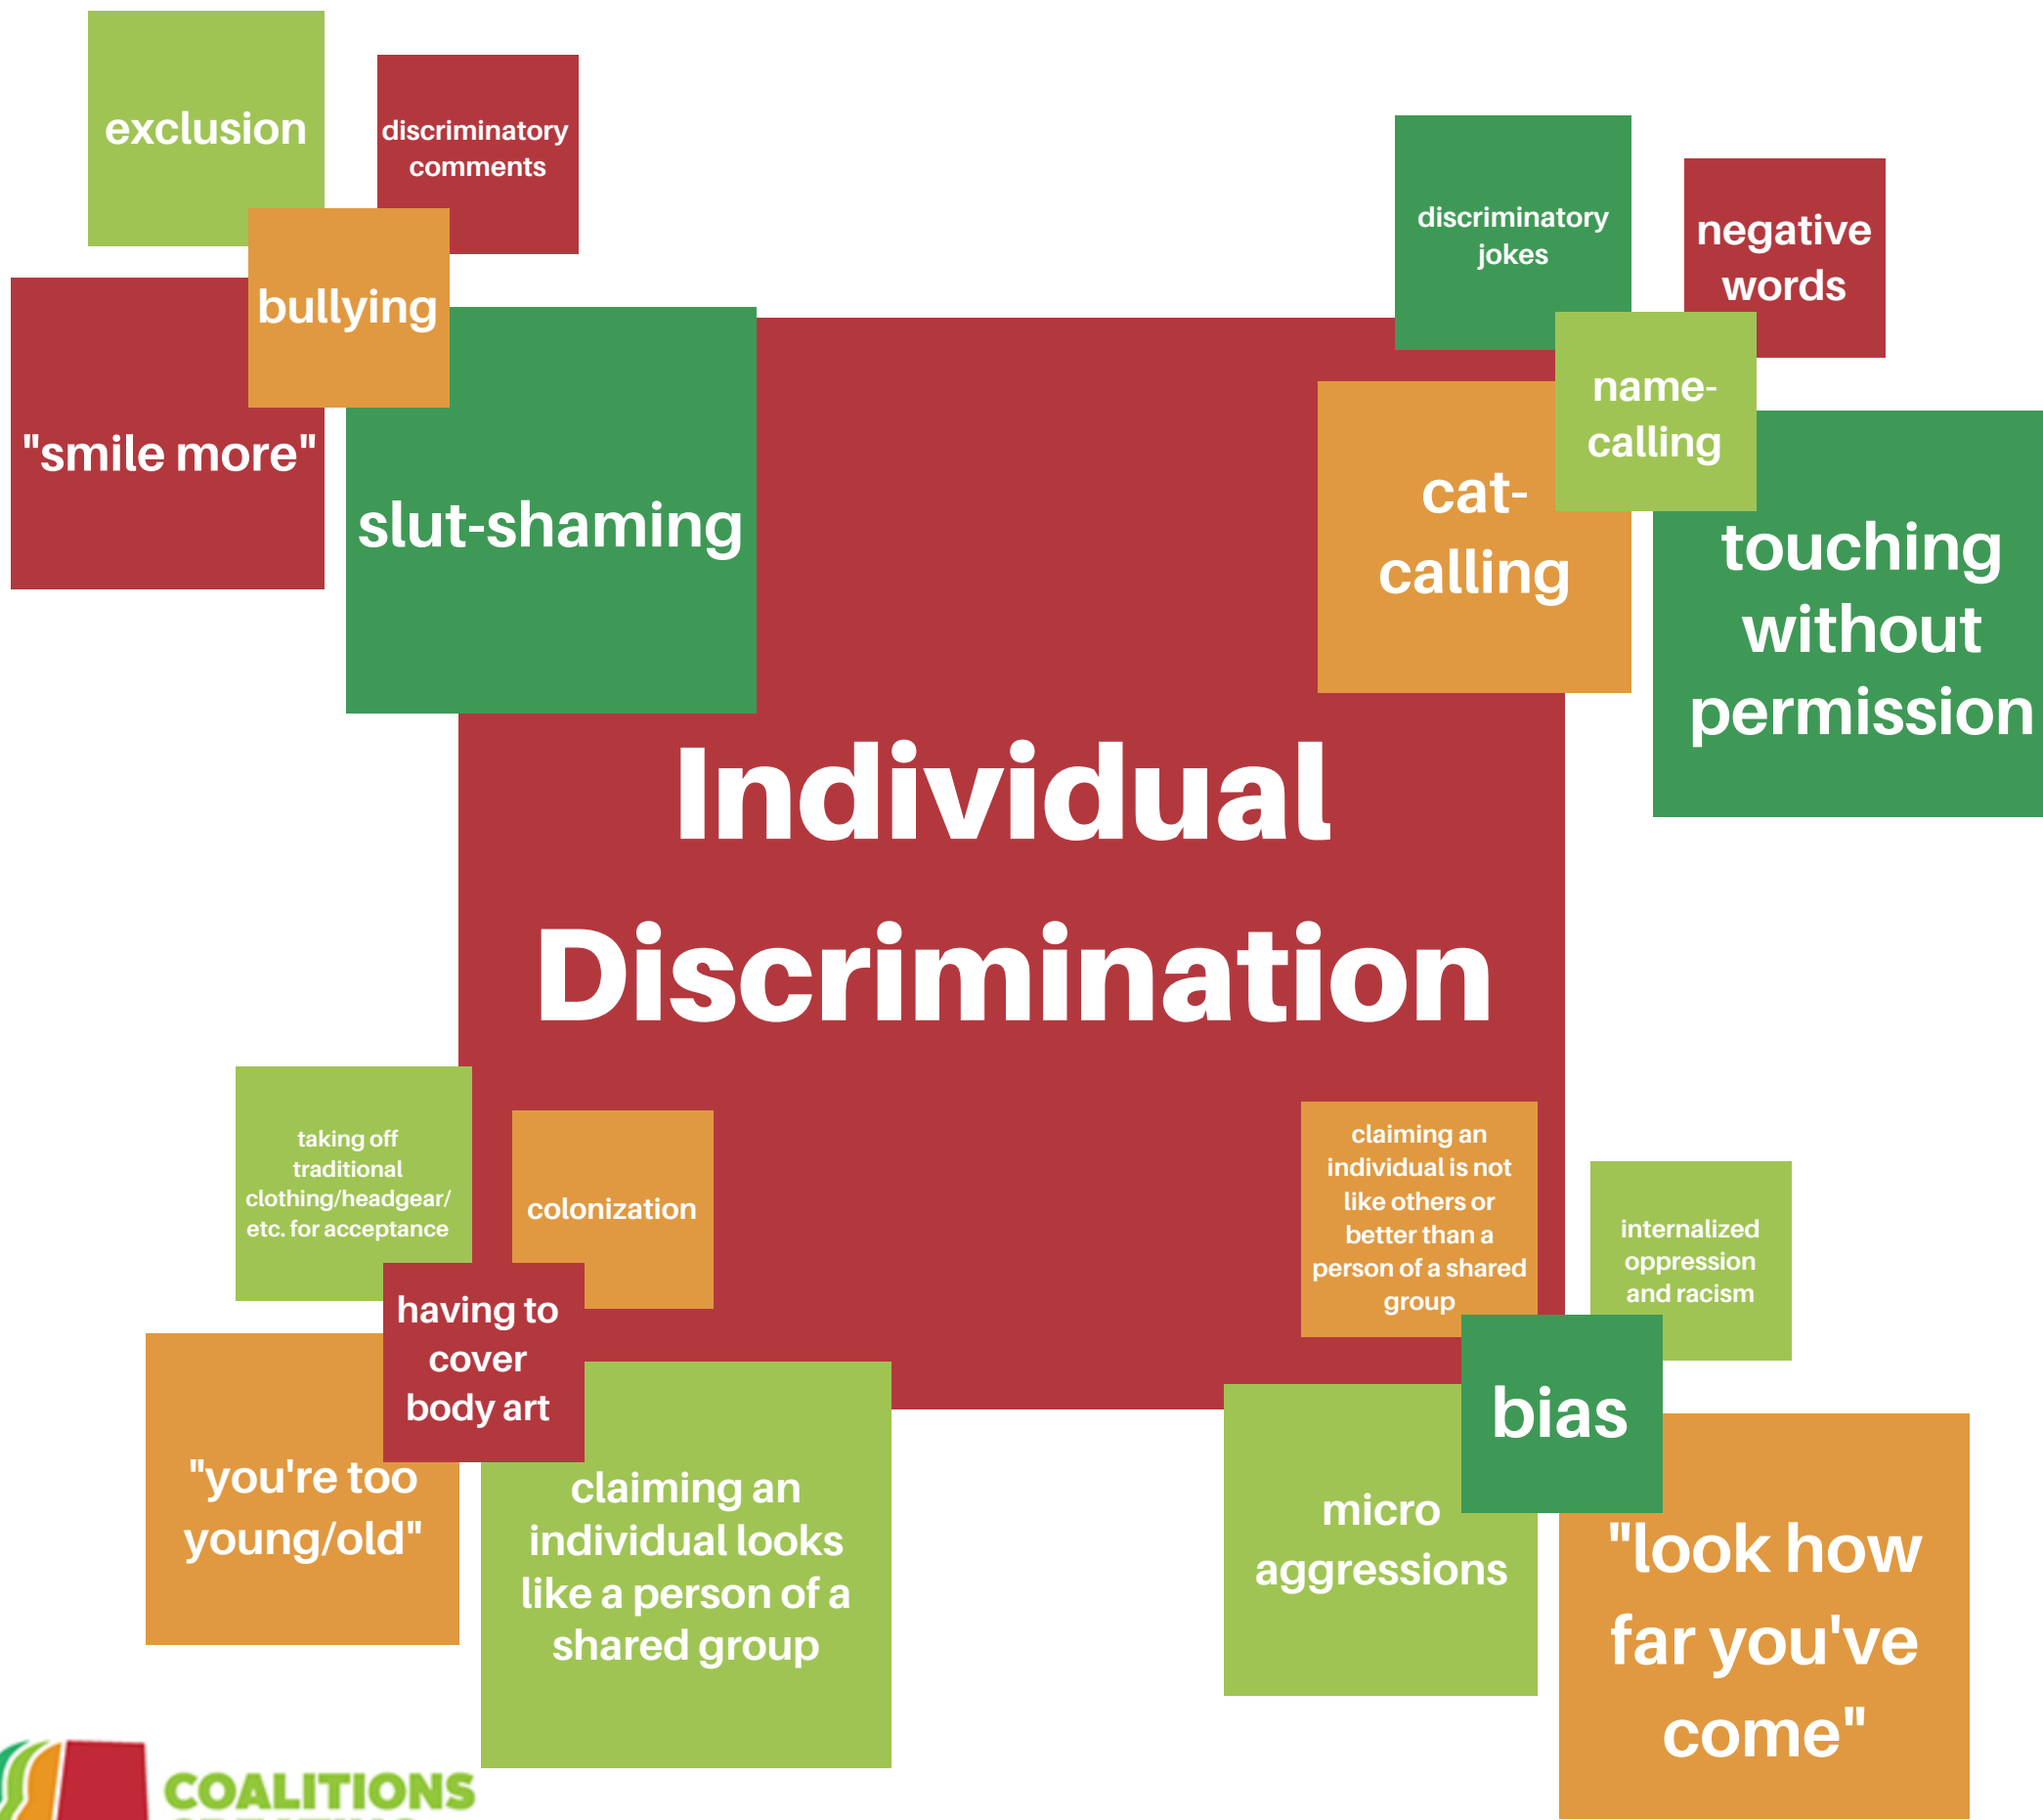 exclusion
discriminatory
comments
bullying
"smile more"
slut-shaming
discriminatory
jokes
negative
words
name-
calling
cat-
calling
touching
without
permission
Individual
Discrimination
taking off
traditional
clothing/headgear/
etc. for acceptance
colonization
having to
cover
body art
"you're too
young/old"
claiming an
individual looks
like a person of a
shared group
claiming an
individual is not
like others or
better than a
person of a shared
group
internalized
oppression
and racism
bias
micro
aggressions
"look how
far you've
come"
COALITIONS